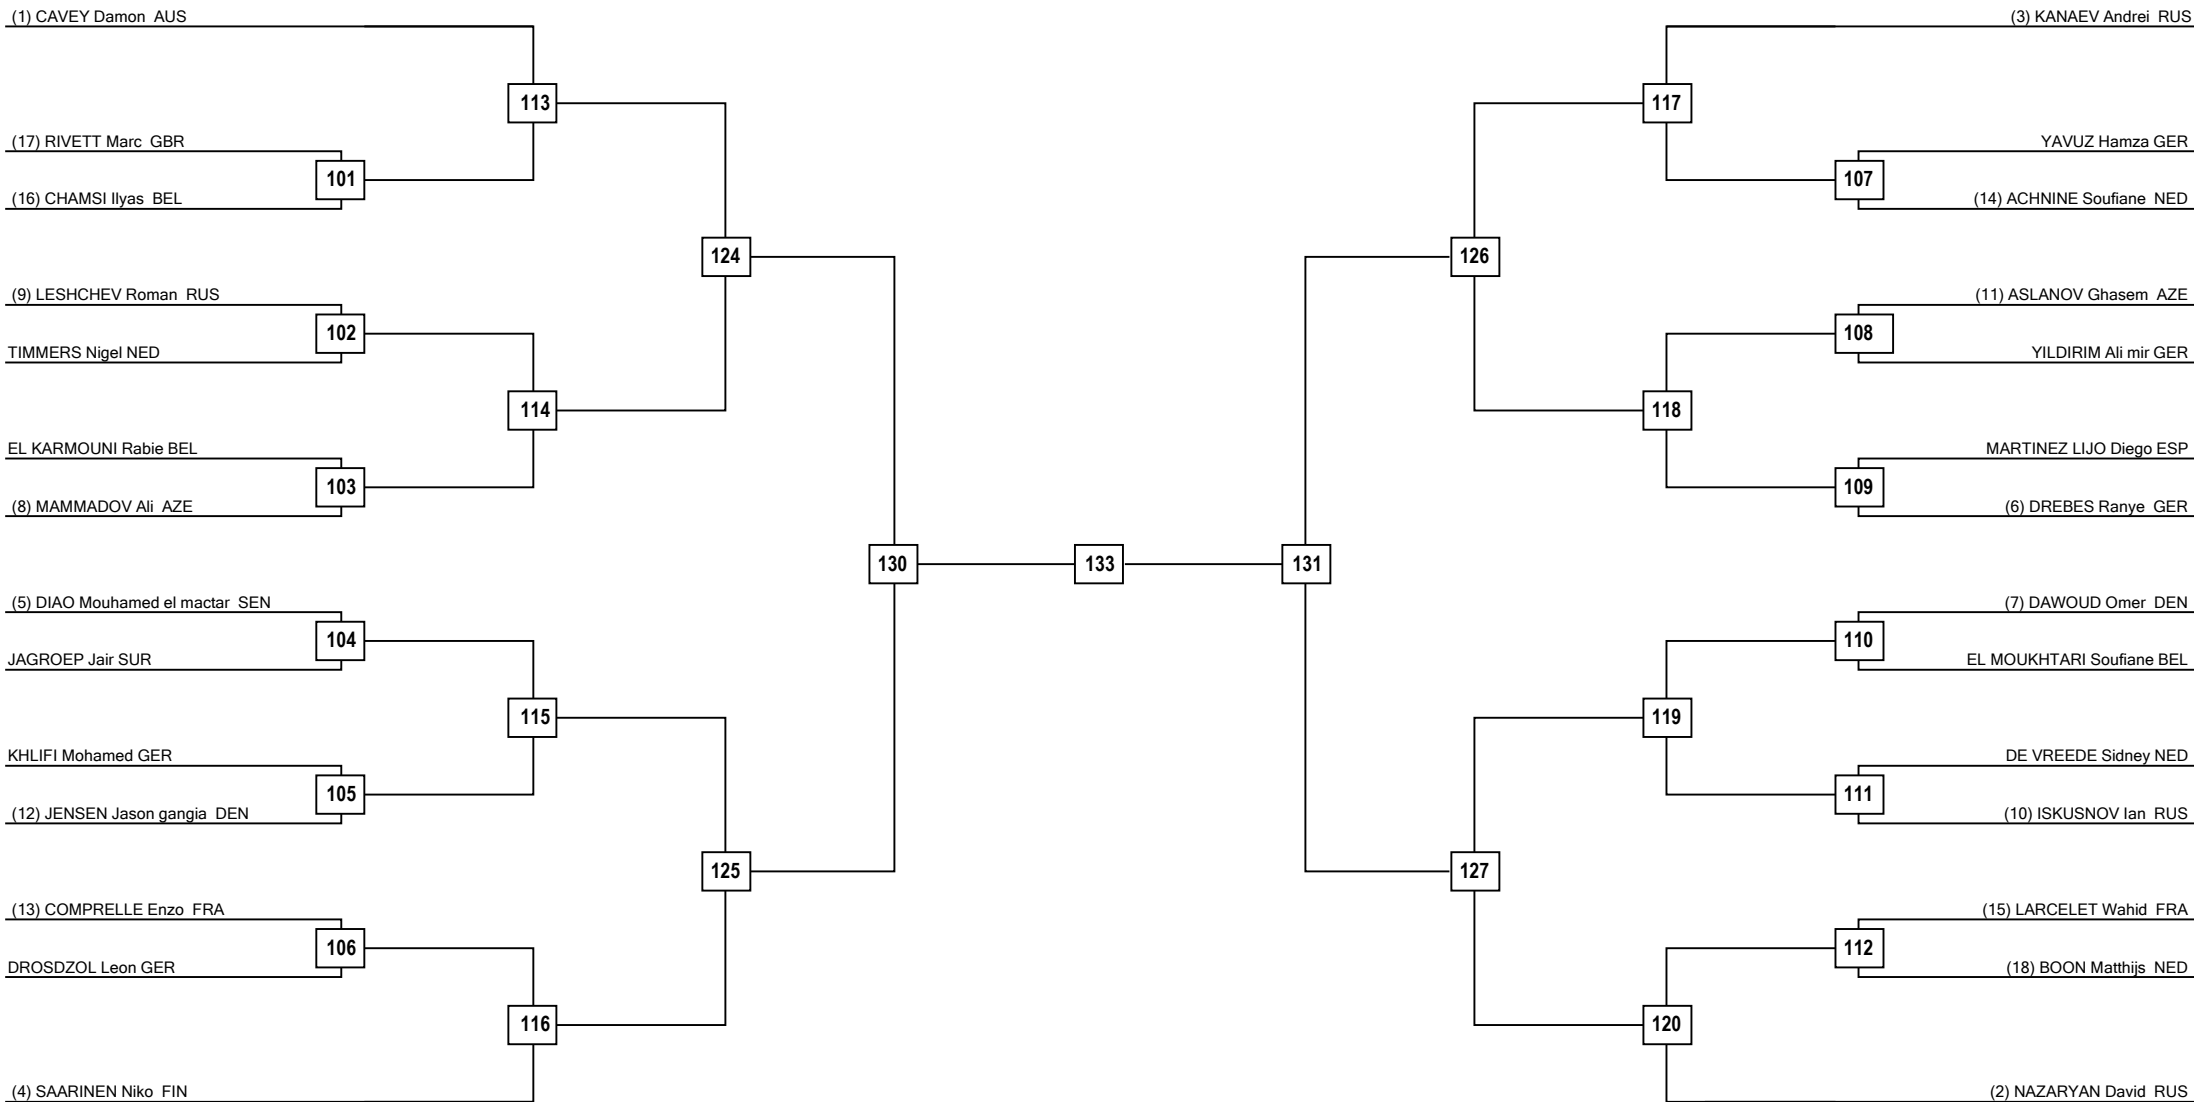 (1) CAVEY Damon  AUS
(3) KANAEV Andrei  RUS
113
117
(17) RIVETT Marc  GBR
YAVUZ Hamza GER
101
107
(16) CHAMSI Ilyas  BEL
(14) ACHNINE Soufiane  NED
124
126
(9) LESHCHEV Roman  RUS
(11) ASLANOV Ghasem  AZE
102
108
TIMMERS Nigel NED
YILDIRIM Ali mir GER
114
118
EL KARMOUNI Rabie BEL
MARTINEZ LIJO Diego ESP
103
109
(8) MAMMADOV Ali  AZE
(6) DREBES Ranye  GER
130
133
131
(5) DIAO Mouhamed el mactar  SEN
(7) DAWOUD Omer  DEN
104
110
JAGROEP Jair SUR
EL MOUKHTARI Soufiane BEL
115
119
KHLIFI Mohamed GER
DE VREEDE Sidney NED
105
111
(12) JENSEN Jason gangia  DEN
(10) ISKUSNOV Ian  RUS
125
127
(13) COMPRELLE Enzo  FRA
(15) LARCELET Wahid  FRA
106
112
DROSDZOL Leon GER
(18) BOON Matthijs  NED
116
120
(4) SAARINEN Niko  FIN
(2) NAZARYAN David  RUS